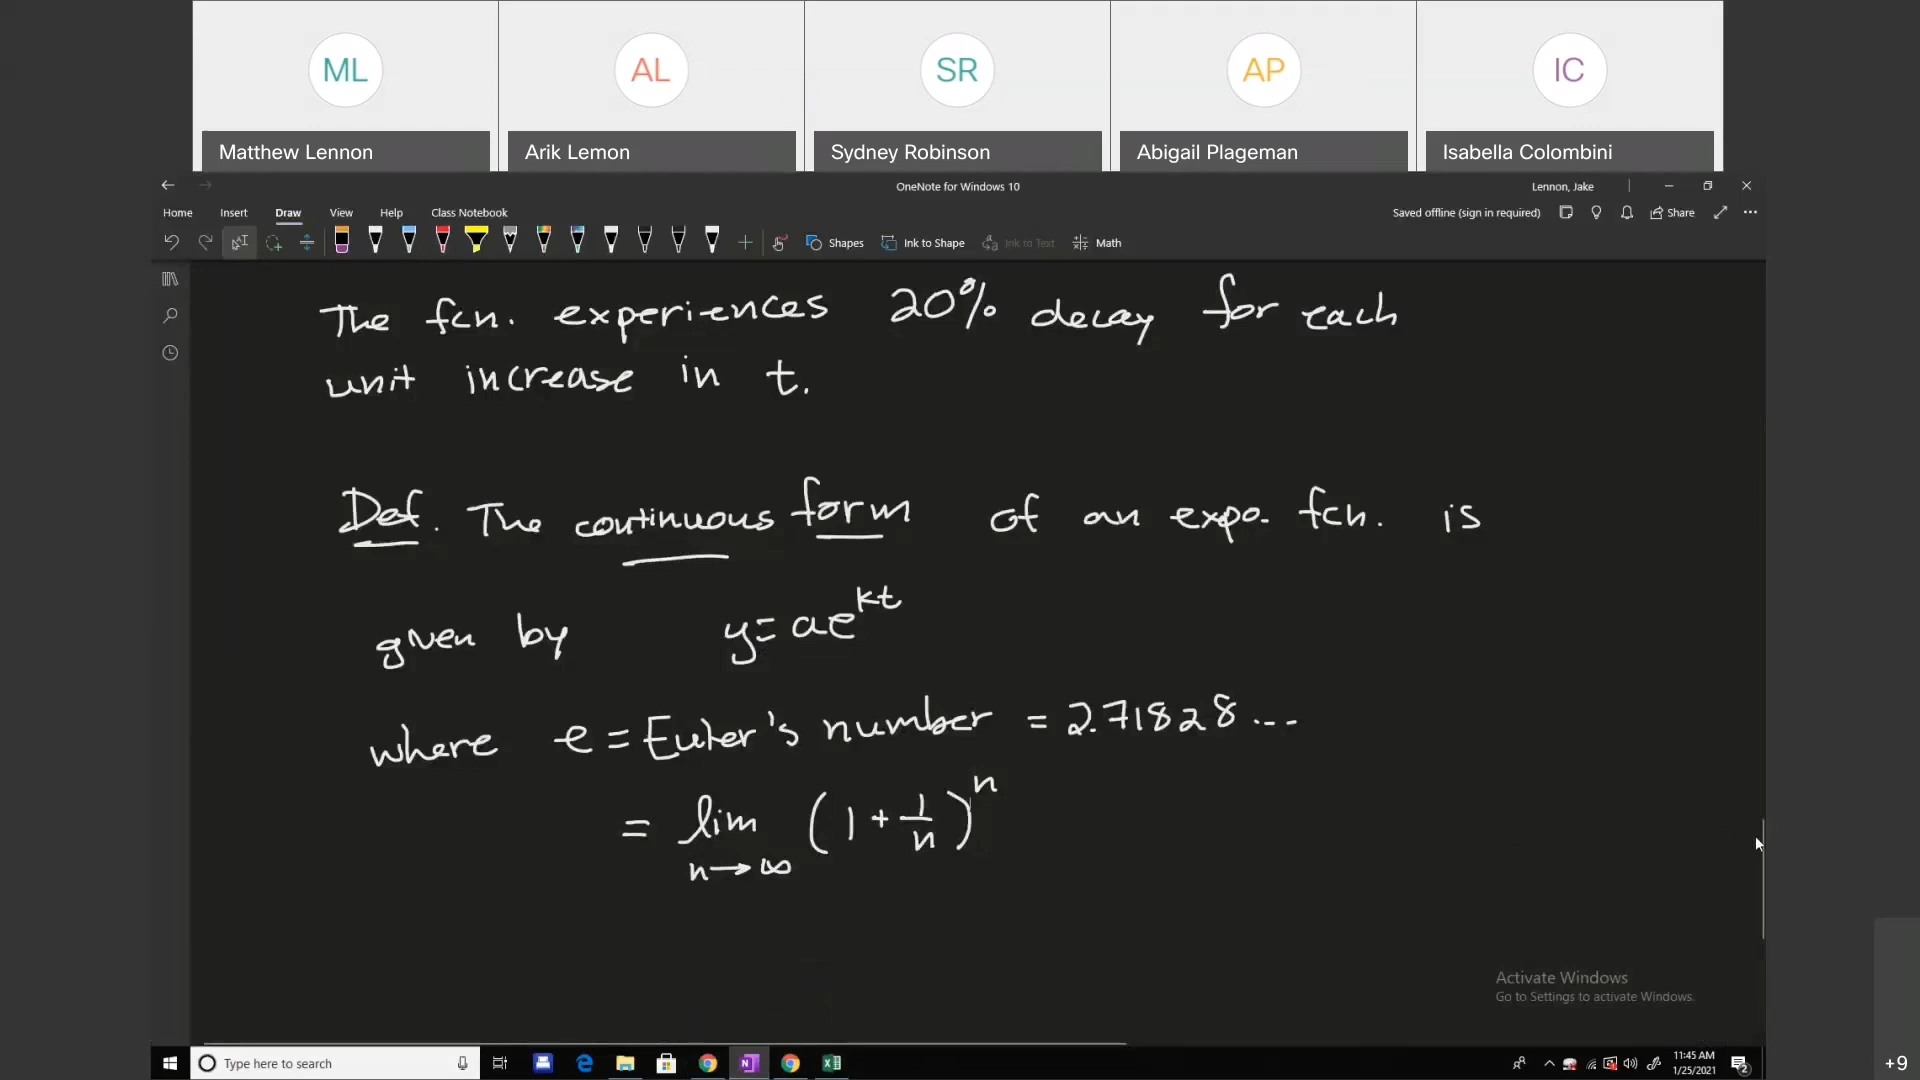 ML AL SR AP IC
Matthew Lennon Arik Lemon Sydney Robinson Abigail Plageman Isabella Colombini
OneNote for Windows 10 Lennon, Jake
Home Insert Draw View Help Class Notebook Saved offline (sign in required) Share
Shapes Ink to Shape Ink to Text Math
The fcn. experiences 20% decay for each
unit increase in t.
Def. The continuous form of an expo. fcn. is
given by y=ae^{kt}
where e = Euler's number = 2.71828...
= lim_{n→∞} (1+1/n)^n
Activate Windows
Go to Settings to activate Windows.
Type here to search 11:45 AM
1/25/2021 2
+9